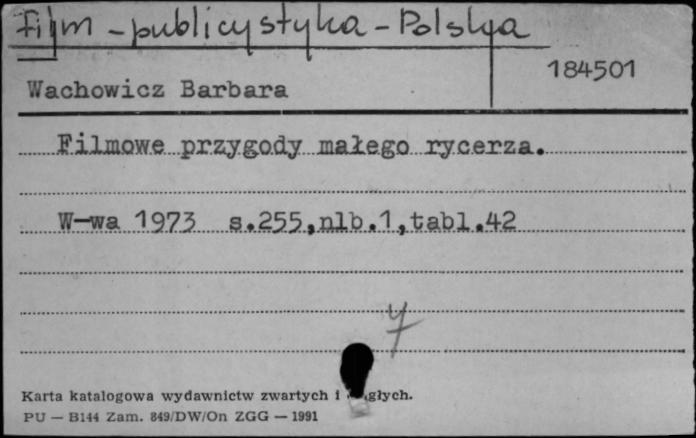 film – publicystyka – Polska
184501
Wachowicz Barbara
Filmowe przygody małego rycerza.
W-wa 1973 s.255,nlb.1,tabl.42
Karta katalogowa wydawnictw zwartych i głych.
PU — B144 Zam. 849/DW/On ZGG — 1991